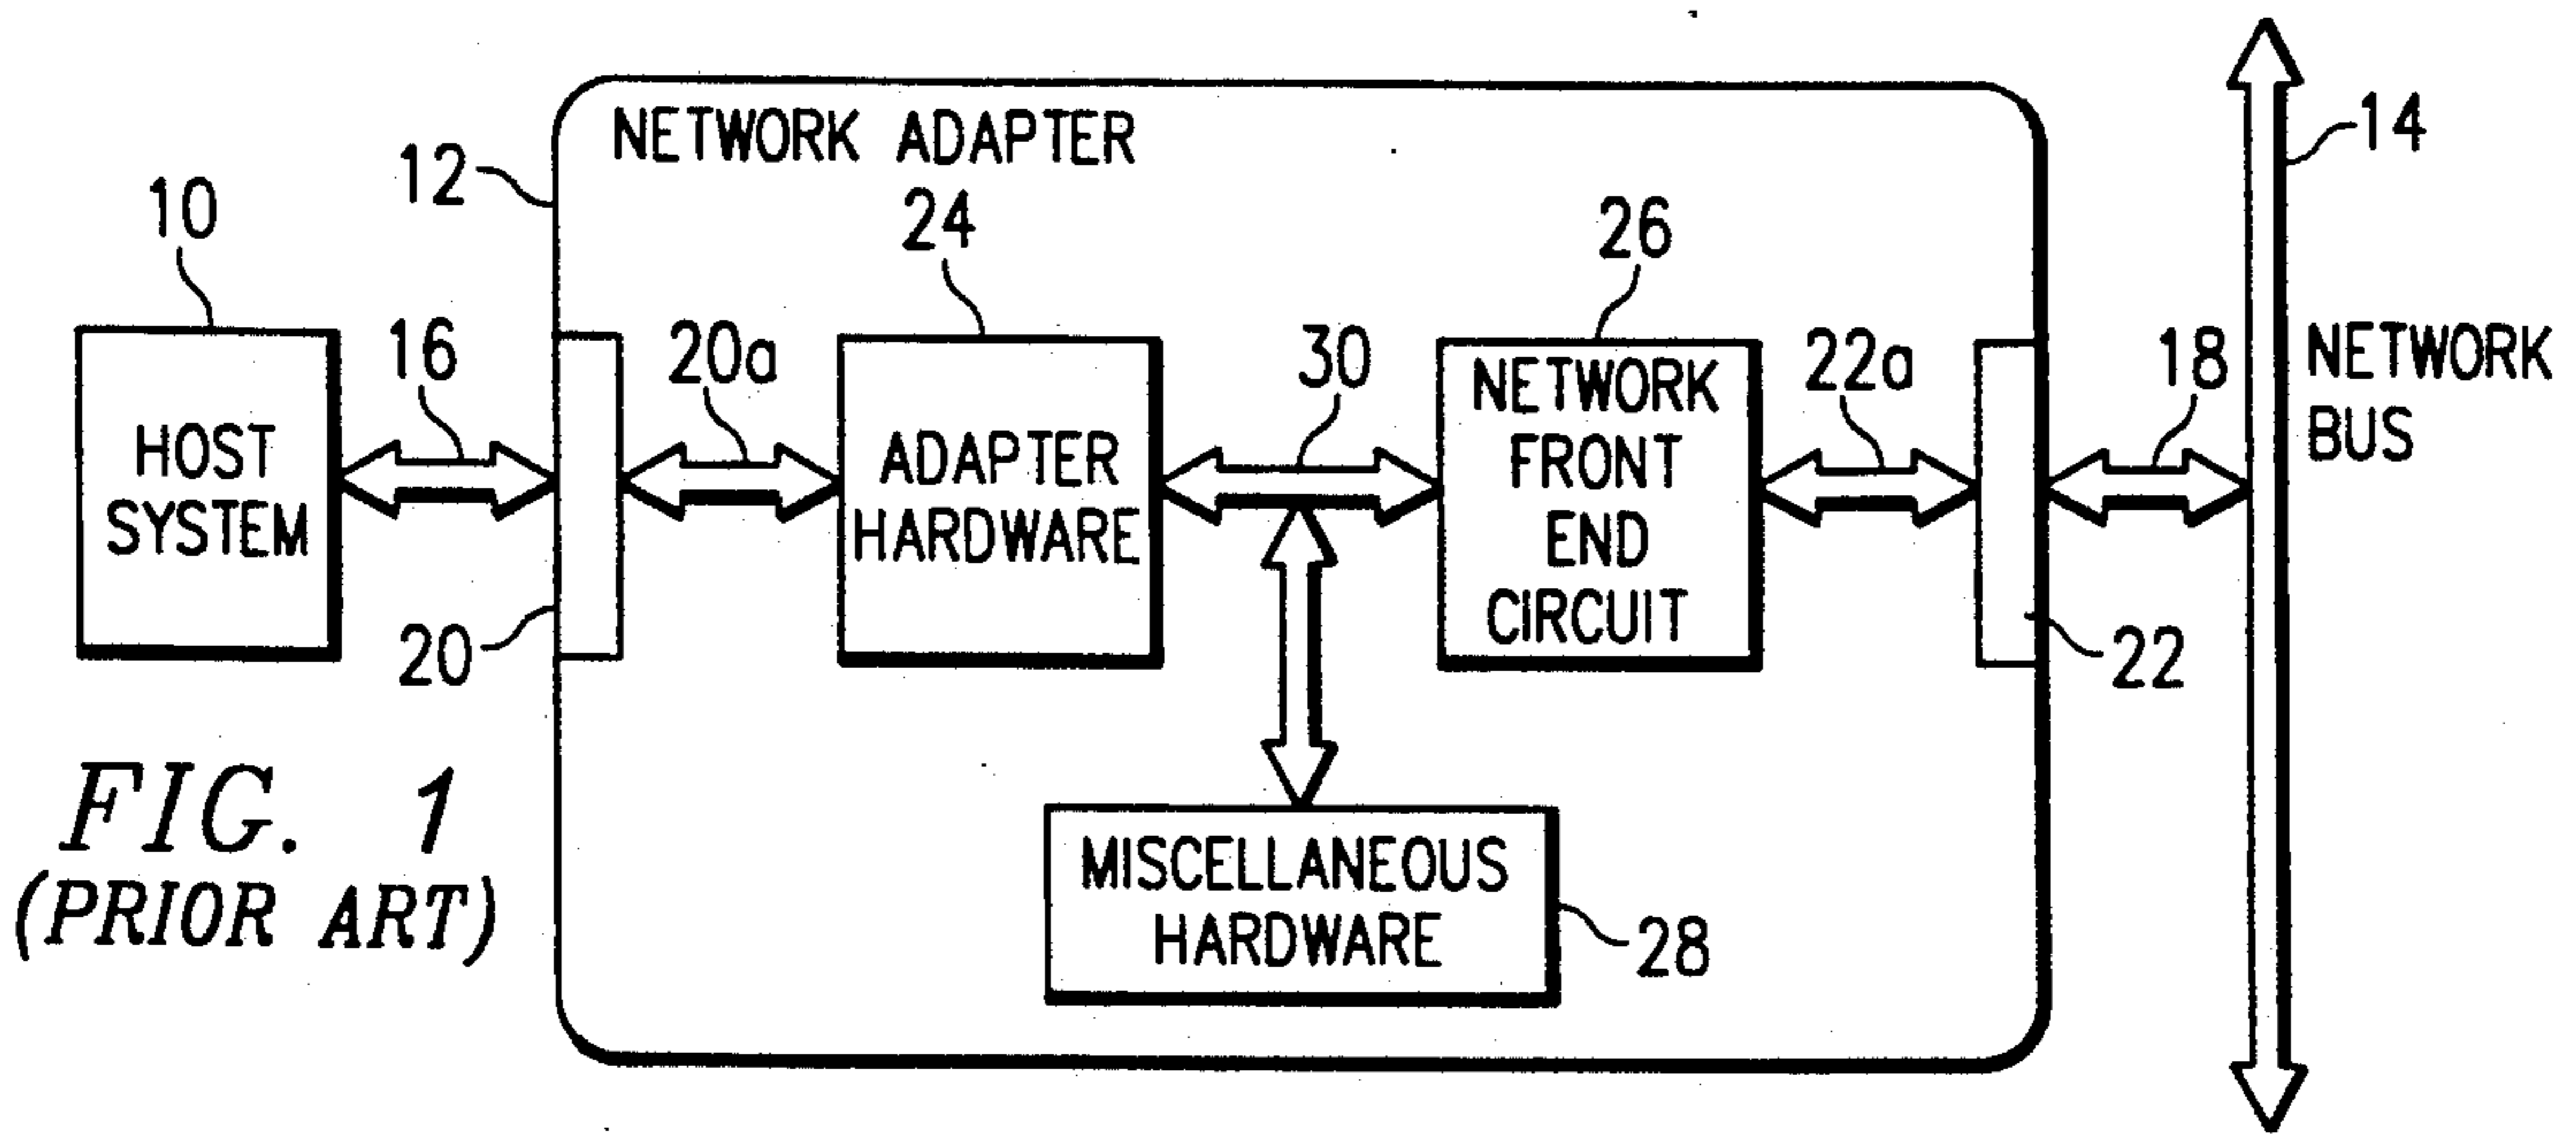 NETWORK ADAPTER
12
14
10
24
26
16
20a
30
22a
18
NETWORK
BUS
HOST
SYSTEM
ADAPTER
HARDWARE
NETWORK
FRONT
END
CIRCUIT
20
22
MISCELLANEOUS
HARDWARE
28
FIG. 1
(PRIOR ART)